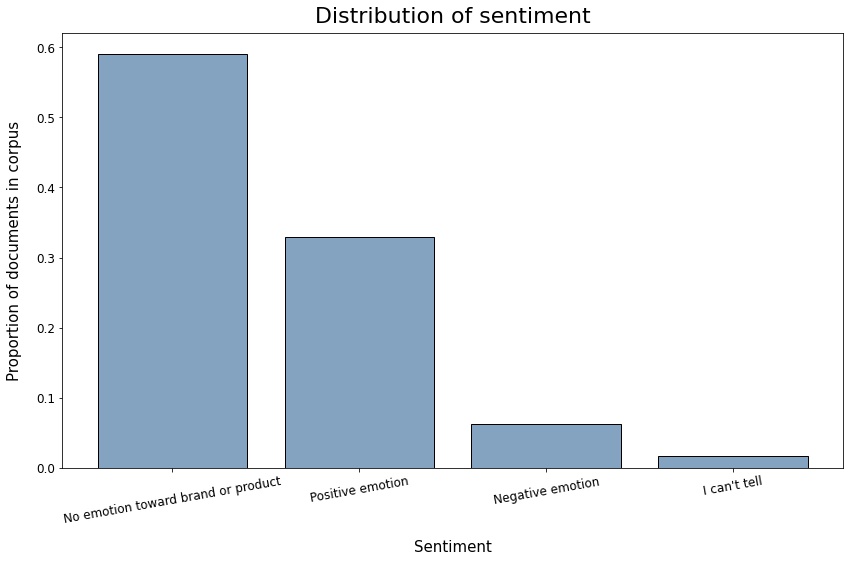 Distribution of sentiment
Proportion of documents in corpus
0.6
0.5
0.4
0.3
0.2
0.1
0.0
No emotion toward brand or product
Positive emotion
Negative emotion
I can't tell
Sentiment